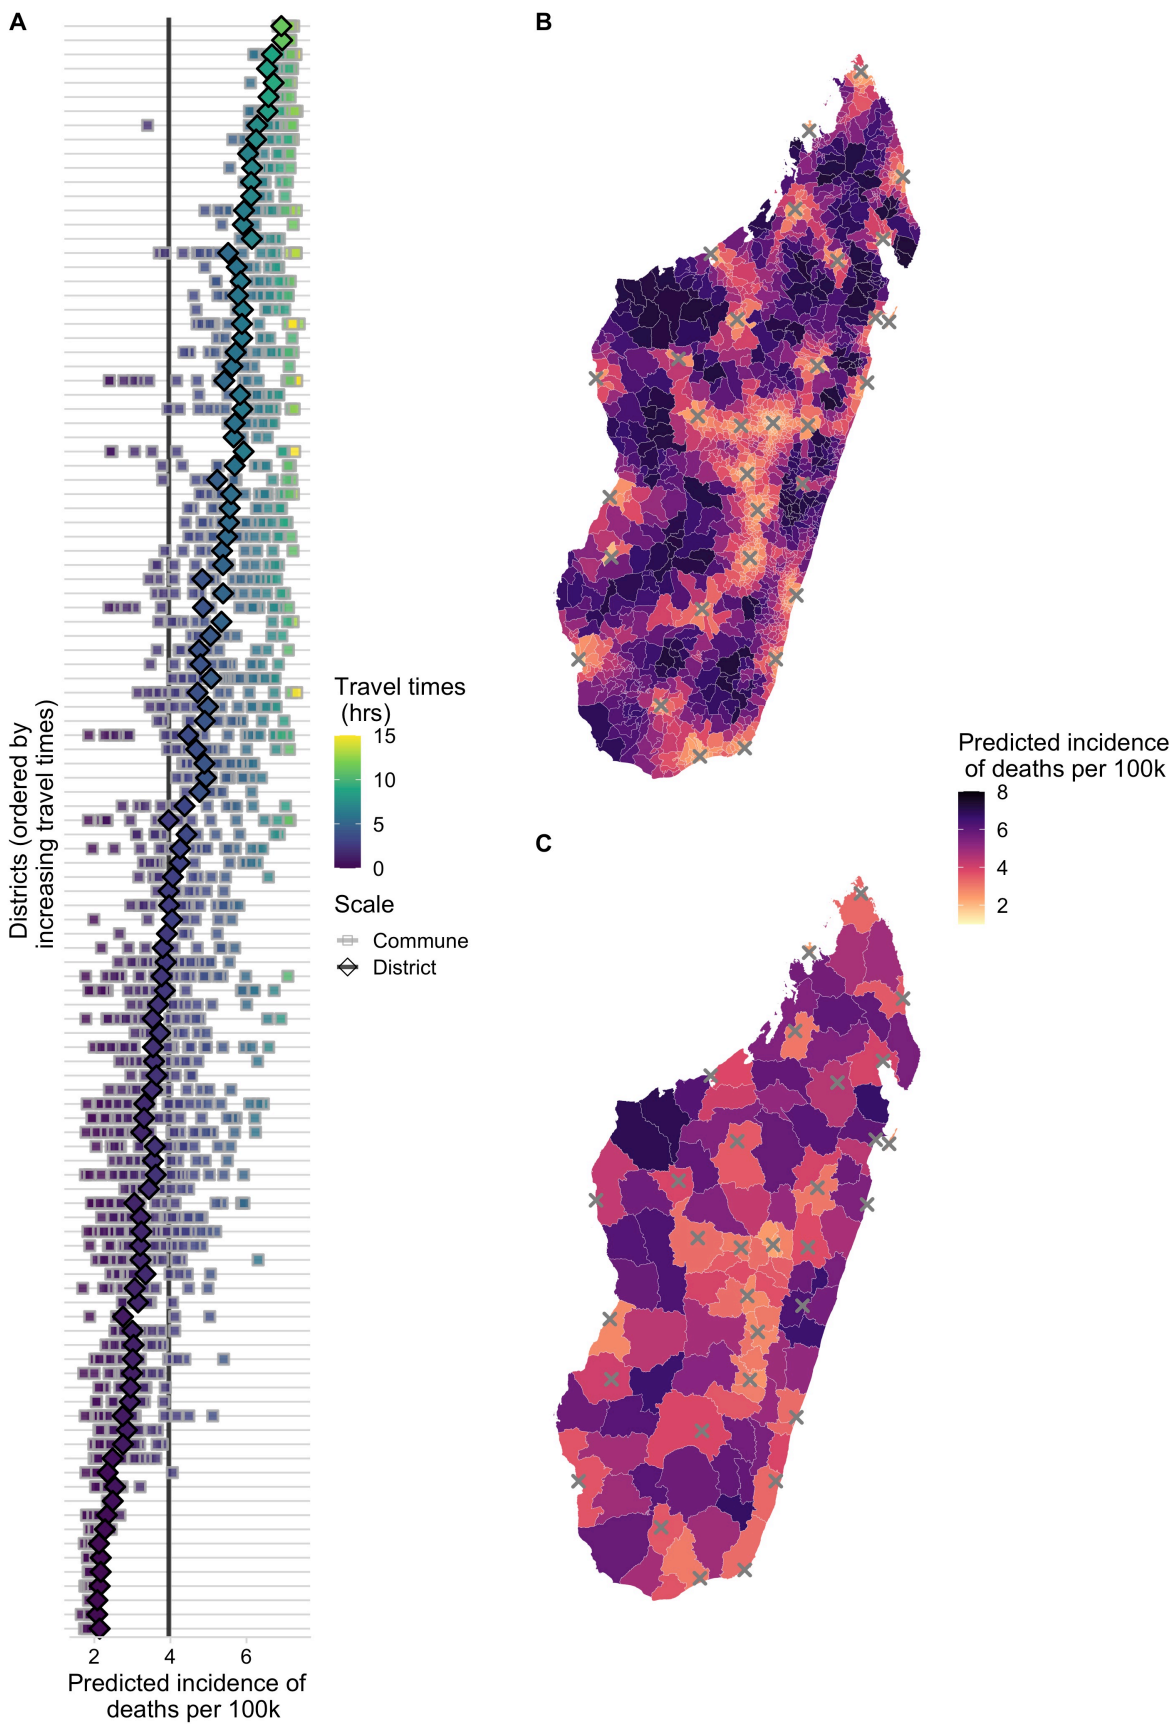 A
B
Districts (ordered by
increasing travel times)
2 4 6
Predicted incidence of
deaths per 100k
Travel times
(hrs)
15
10
5
0
Scale
Commune
District
Predicted incidence
of deaths per 100k
8
6
4
2
C